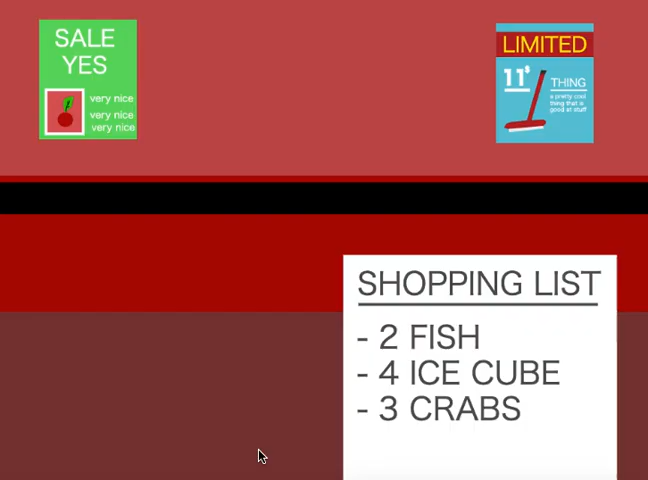 SALE
YES
very nice
very nice
very nice
LIMITED
11$
THING
a pretty cool
thing that is
good at stuff
SHOPPING LIST
- 2 FISH
- 4 ICE CUBE
- 3 CRABS